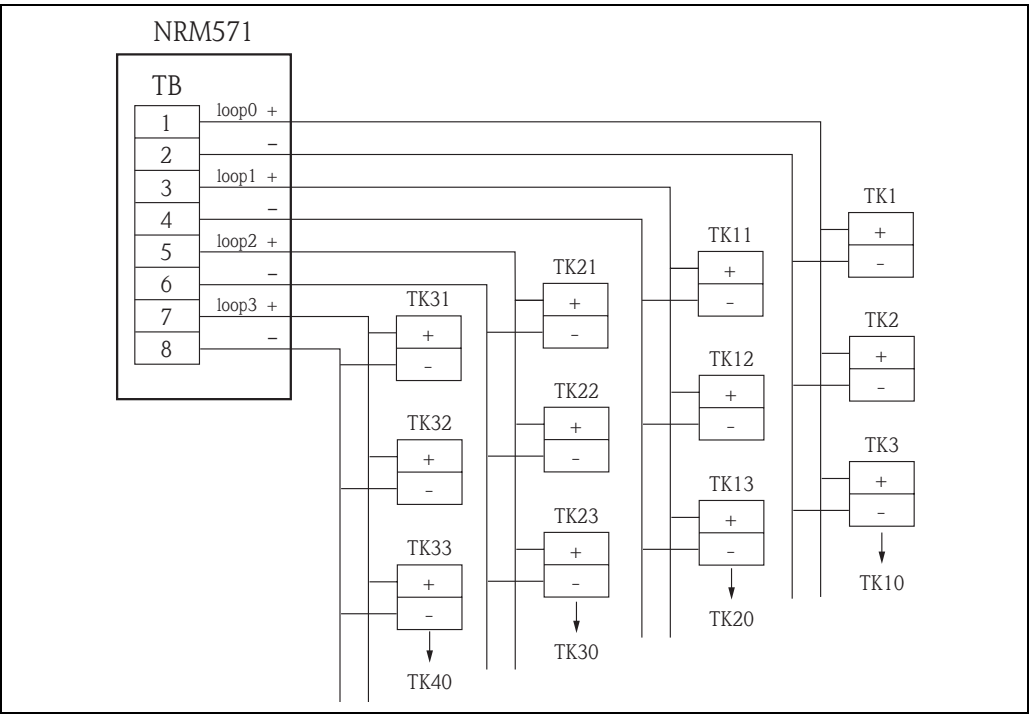 NRM571
TB
1 loop0 +
2 −
3 loop1 +
4 −
5 loop2 +
6 −
7 loop3 +
8 −
TK1
+
-
TK2
+
-
TK3
+
-
TK10
TK11
+
-
TK12
+
-
TK13
+
-
TK20
TK21
+
-
TK22
+
-
TK23
+
-
TK30
TK31
+
-
TK32
+
-
TK33
+
-
TK40